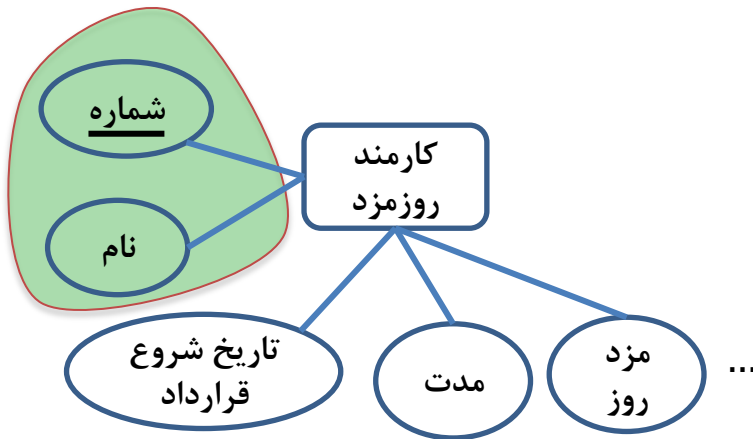 شماره
کارمند
روزمزد
نام
تاریخ شروع
قرارداد
مدت
مزد
روز
...